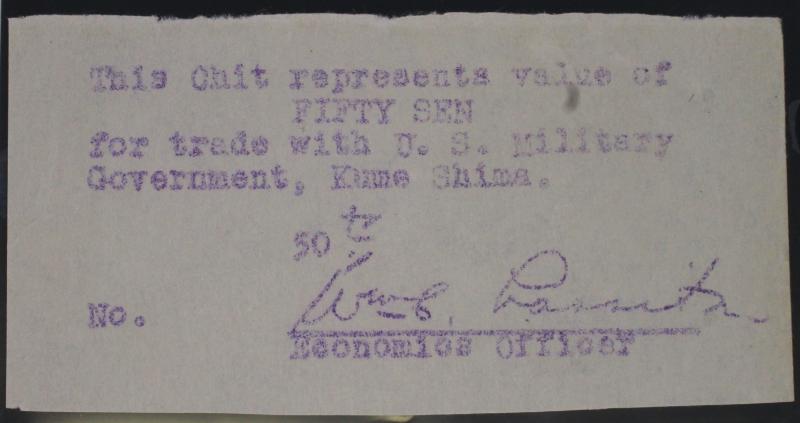 This Chit represents value of
FIFTY SEN
for trade with U. S. Military
Government, Kume Shima.
50
No.
Economics Officer